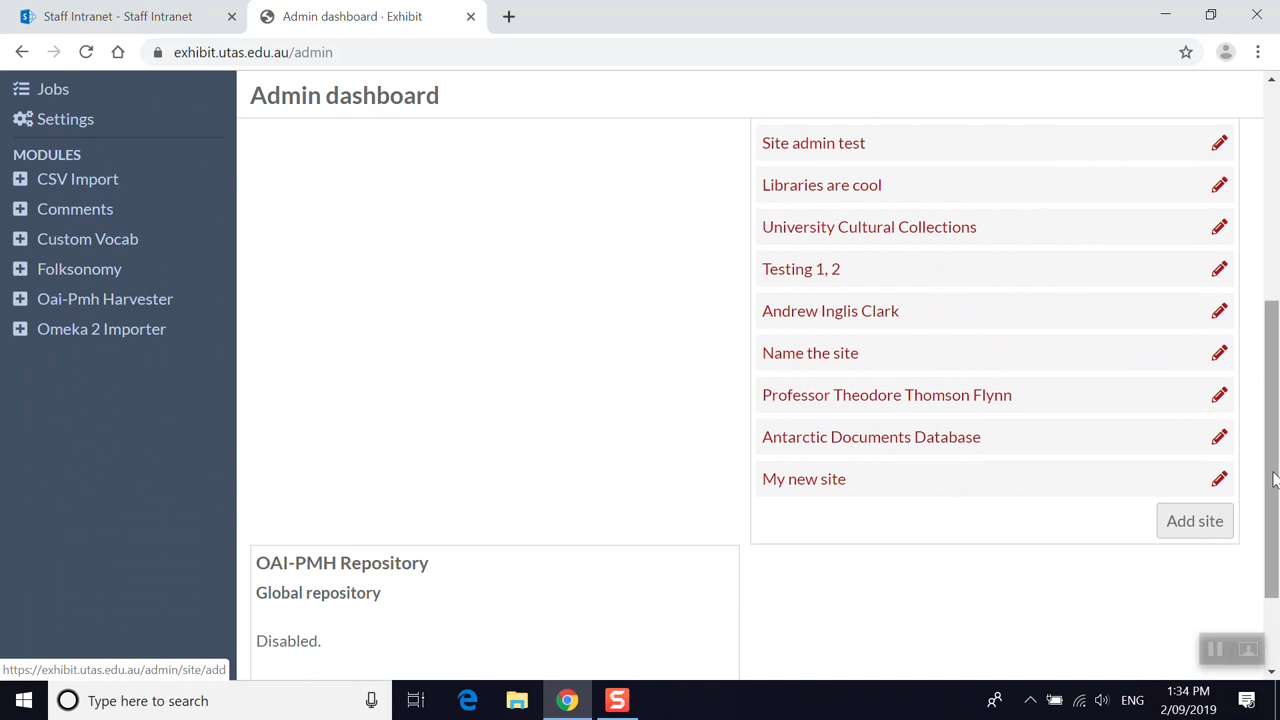 Staff Intranet - Staff Intranet
Admin dashboard · Exhibit
exhibit.utas.edu.au/admin
Jobs
Settings
MODULES
CSV Import
Comments
Custom Vocab
Folksonomy
Oai-Pmh Harvester
Omeka 2 Importer
Admin dashboard
Site admin test
Libraries are cool
University Cultural Collections
Testing 1, 2
Andrew Inglis Clark
Name the site
Professor Theodore Thomson Flynn
Antarctic Documents Database
My new site
Add site
OAI-PMH Repository
Global repository
Disabled.
https://exhibit.utas.edu.au/admin/site/add
Type here to search
ENG
1:34 PM
2/09/2019